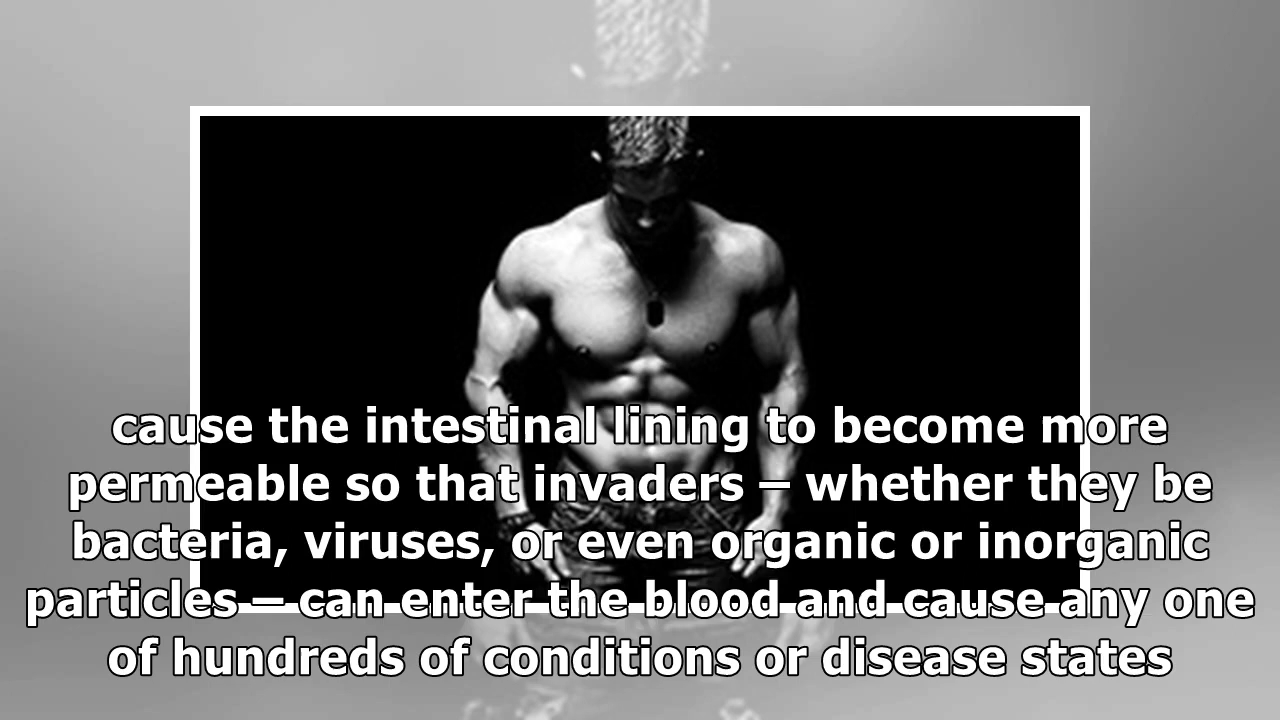 cause the intestinal lining to become more
permeable so that invaders – whether they be
bacteria, viruses, or even organic or inorganic
particles – can enter the blood and cause any one
of hundreds of conditions or disease states